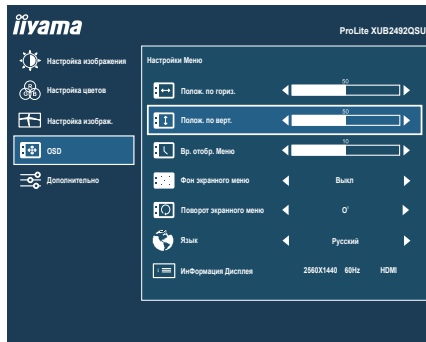 iiyama
ProLite XUB2492QSU
Настройка изображения
Настройка цветов
Настройка изображ.
OSD
Дополнительно
Настройки Меню
Полож. по гориз.
50
Полож. по верт.
50
Вр. отобр. Меню
10
Фон экранного меню
Выкл
Поворот экранного меню
0°
Язык
Русский
ИнФормация Дисплея
2560X1440 60Hz HDMI